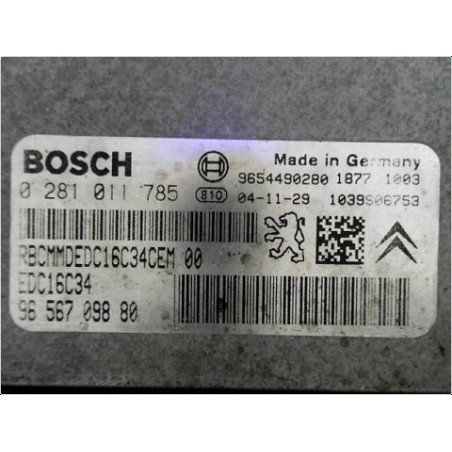 BOSCH
Made in Germany
9654490280 1877 1003
0 281 011 785 810 04-11-29 1039S06753
RBCMMDEDC16C34CEM 00
EDC16C34
96 567 098 80